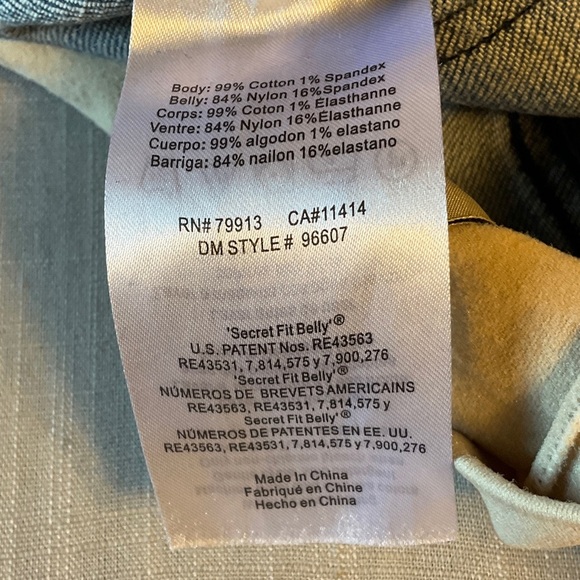 Body: 99% Cotton 1% Spandex
Belly: 84% Nylon 16%Spandex
Corps: 99% Coton 1% Élasthanne
Ventre: 84% Nylon 16%Élasthanne
Cuerpo: 99% algodon 1% elastano
Barriga: 84% nailon 16%elastano
RN# 79913 CA#11414
DM STYLE # 96607
'Secret Fit Belly'®
U.S. PATENT Nos. RE43563
RE43531, 7,814,575 y 7,900,276
'Secret Fit Belly'®
NÚMEROS DE BREVETS AMERICAINS
RE43563, RE43531, 7,814,575 y
Secret Fit Belly'®
NÚMEROS DE PATENTES EN EE. UU.
RE43563, RE43531, 7,814,575 y 7,900,276
Made In China
Fabriqué en Chine
Hecho en China